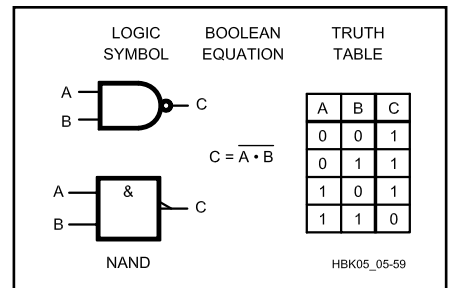 LOGIC SYMBOL
BOOLEAN EQUATION
TRUTH TABLE
A
B
C
C = A • B
A
B
&
C
NAND
A B C
0 0 1
0 1 1
1 0 1
1 1 0
HBK05_05-59